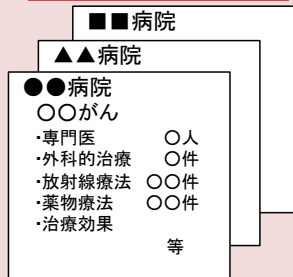 ■■病院
▲▲病院
●●病院
○○がん
・専門医 ○人
・外科的治療 ○件
・放射線療法 ○○件
・薬物療法 ○○件
・治療効果
等